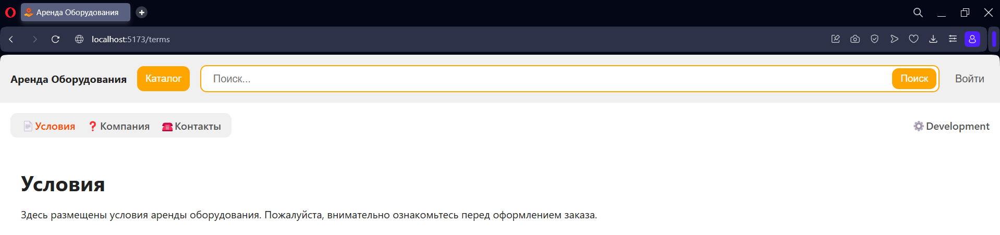 Аренда Оборудования
localhost:5173/terms
Аренда Оборудования Каталог Поиск... Поиск Войти
Условия Компания Контакты Development
Условия
Здесь размещены условия аренды оборудования. Пожалуйста, внимательно ознакомьтесь перед оформлением заказа.